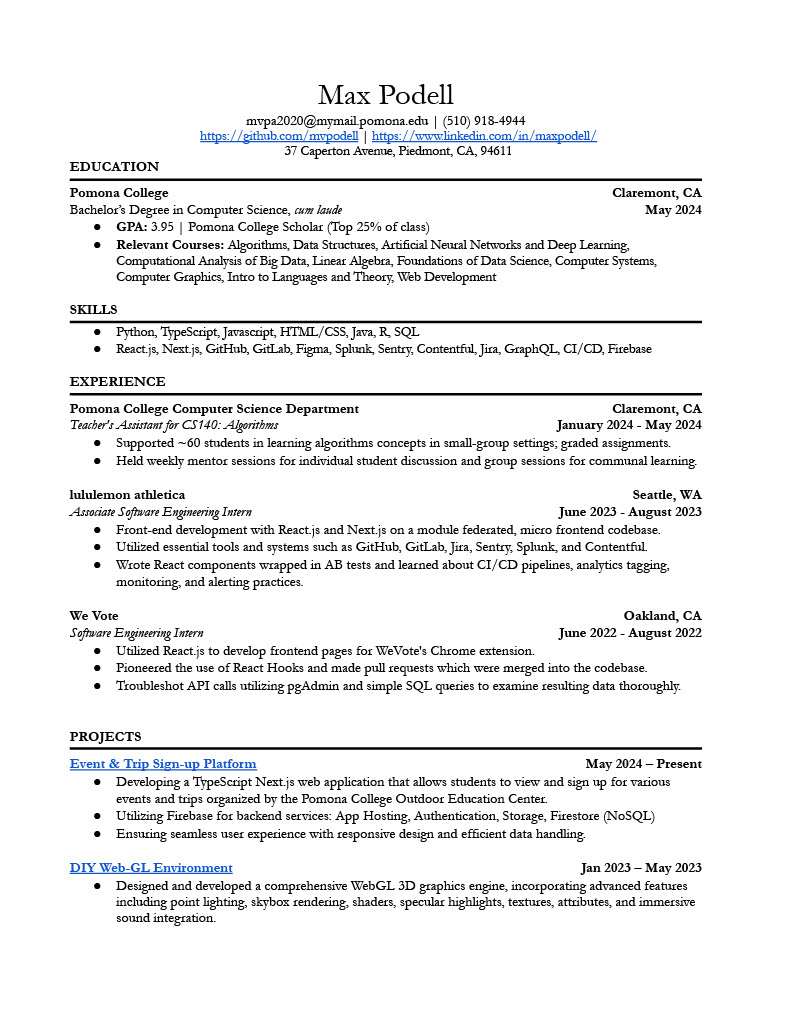 Max Podell
mvpa2020@mymail.pomona.edu | (510) 918-4944
https://github.com/mvpodell | https://www.linkedin.com/in/maxpodell/
37 Caperton Avenue, Piedmont, CA, 94611
EDUCATION
Pomona College Claremont, CA
Bachelor's Degree in Computer Science, cum laude May 2024
● GPA: 3.95 | Pomona College Scholar (Top 25% of class)
● Relevant Courses: Algorithms, Data Structures, Artificial Neural Networks and Deep Learning,
Computational Analysis of Big Data, Linear Algebra, Foundations of Data Science, Computer Systems,
Computer Graphics, Intro to Languages and Theory, Web Development
SKILLS
● Python, TypeScript, Javascript, HTML/CSS, Java, R, SQL
● React.js, Next.js, GitHub, GitLab, Figma, Splunk, Sentry, Contentful, Jira, GraphQL, CI/CD, Firebase
EXPERIENCE
Pomona College Computer Science Department Claremont, CA
Teacher's Assistant for CS140: Algorithms January 2024 - May 2024
● Supported ~60 students in learning algorithms concepts in small-group settings; graded assignments.
● Held weekly mentor sessions for individual student discussion and group sessions for communal learning.
lululemon athletica Seattle, WA
Associate Software Engineering Intern June 2023 - August 2023
● Front-end development with React.js and Next.js on a module federated, micro frontend codebase.
● Utilized essential tools and systems such as GitHub, GitLab, Jira, Sentry, Splunk, and Contentful.
● Wrote React components wrapped in AB tests and learned about CI/CD pipelines, analytics tagging,
monitoring, and alerting practices.
We Vote Oakland, CA
Software Engineering Intern June 2022 - August 2022
● Utilized React.js to develop frontend pages for WeVote's Chrome extension.
● Pioneered the use of React Hooks and made pull requests which were merged into the codebase.
● Troubleshot API calls utilizing pgAdmin and simple SQL queries to examine resulting data thoroughly.
PROJECTS
Event & Trip Sign-up Platform May 2024 – Present
● Developing a TypeScript Next.js web application that allows students to view and sign up for various
events and trips organized by the Pomona College Outdoor Education Center.
● Utilizing Firebase for backend services: App Hosting, Authentication, Storage, Firestore (NoSQL)
● Ensuring seamless user experience with responsive design and efficient data handling.
DIY Web-GL Environment Jan 2023 – May 2023
● Designed and developed a comprehensive WebGL 3D graphics engine, incorporating advanced features
including point lighting, skybox rendering, shaders, specular highlights, textures, attributes, and immersive
sound integration.